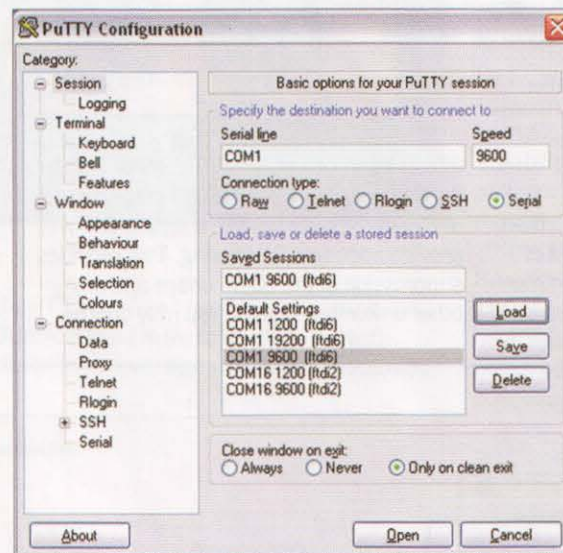 PuTTY Configuration
Category:
Session
Logging
Terminal
Keyboard
Bell
Features
Window
Appearance
Behaviour
Translation
Selection
Colours
Connection
Data
Proxy
Telnet
Rlogin
SSH
Serial
Basic options for your PuTTY session
Specify the destination you want to connect to
Serial line Speed
COM1 9600
Connection type:
Raw Telnet Rlogin SSH Serial
Load, save or delete a stored session
Saved Sessions
COM1 9600 (ftdi6)
Default Settings
COM1 1200 (ftdi6)
COM1 19200 (ftdi6)
COM1 9600 (ftdi6)
COM16 1200 (ftdi2)
COM16 9600 (ftdi2)
Load
Save
Delete
Close window on exit:
Always Never Only on clean exit
About Open Cancel